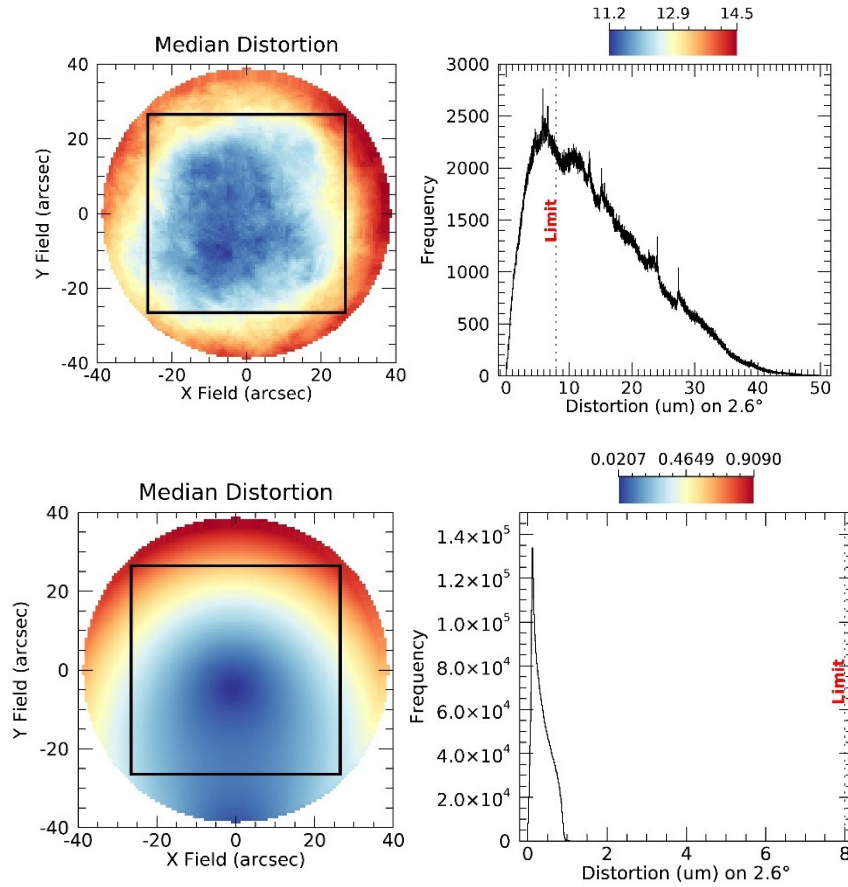 11.2 12.9 14.5
Median Distortion
40
20
0
-20
-40
Y Field (arcsec)
-40 -20 0 20 40
X Field (arcsec)
3000
2500
2000
1500
1000
500
0
Frequency
Limit
0 10 20 30 40 50
Distortion (um) on 2.6°
0.0207 0.4649 0.9090
Median Distortion
40
20
0
-20
-40
Y Field (arcsec)
-40 -20 0 20 40
X Field (arcsec)
1.4×10⁵
1.2×10⁵
1.0×10⁵
8.0×10⁴
6.0×10⁴
4.0×10⁴
2.0×10⁴
0
Frequency
Limit
0 2 4 6 8
Distortion (um) on 2.6°